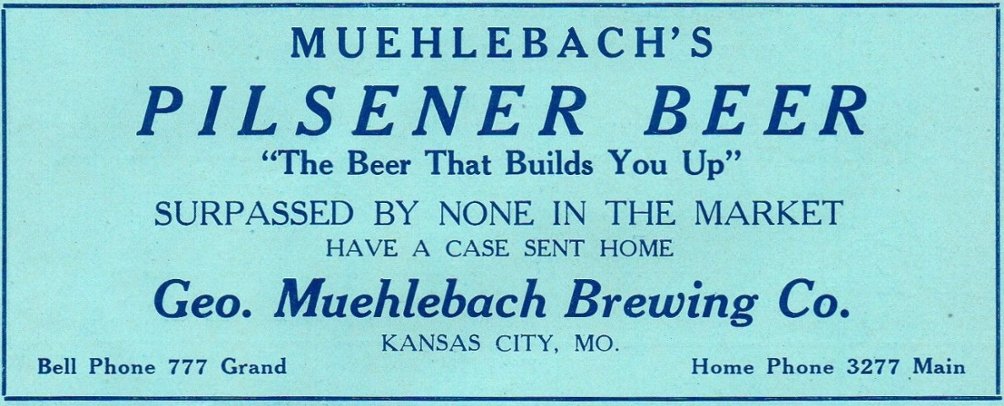 MUEHLEBACH'S
PILSENER BEER
“The Beer That Builds You Up”
SURPASSED BY NONE IN THE MARKET
HAVE A CASE SENT HOME
Geo. Muehlebach Brewing Co.
KANSAS CITY, MO.
Bell Phone 777 Grand Home Phone 3277 Main